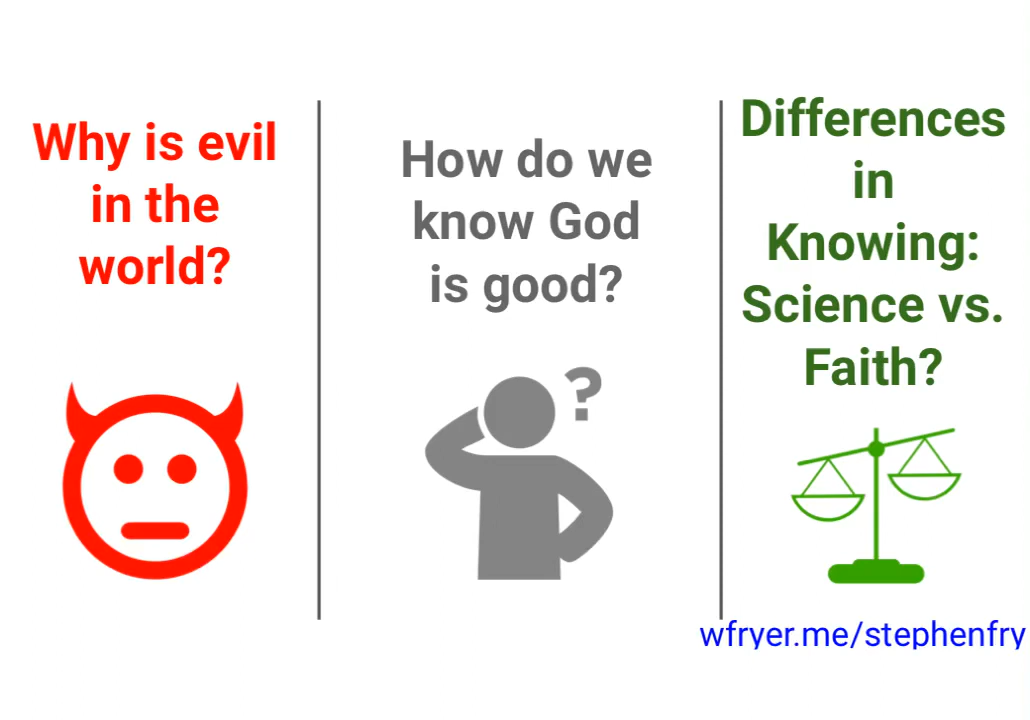 Why is evil
in the
world?
How do we
know God
is good?
?
Differences
in
Knowing:
Science vs.
Faith?
wfryer.me/stephenfry